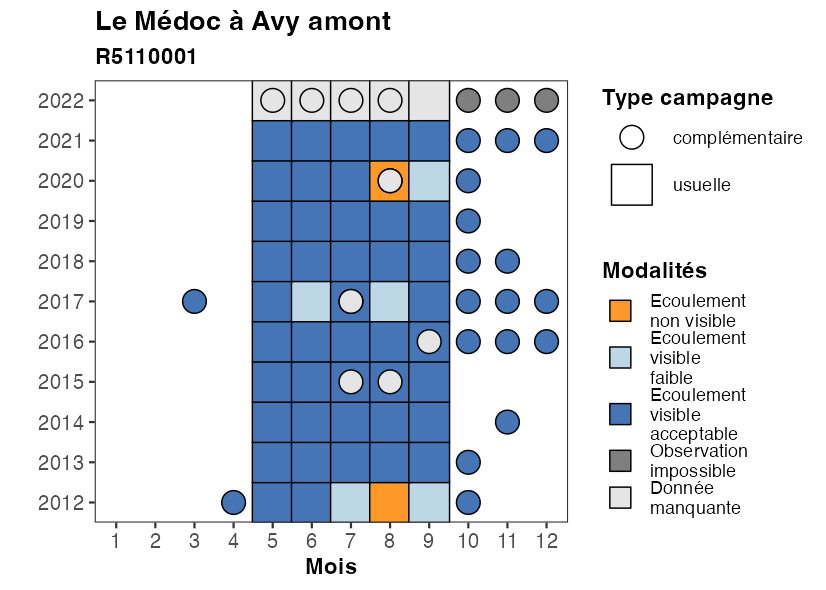 Le Médoc à Avy amont
R5110001
2022
2021
2020
2019
2018
2017
2016
2015
2014
2013
2012
1 2 3 4 5 6 7 8 9 10 11 12
Mois
Type campagne
complémentaire
usuelle
Modalités
Ecoulement
non visible
Ecoulement
visible
faible
Ecoulement
visible
acceptable
Observation
impossible
Donnée
manquante